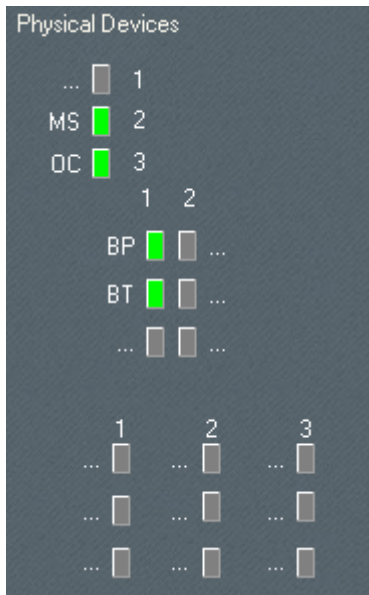 Physical Devices
... 1
MS 2
OC 3
1 2
BP ...
BT ...
... ...
1 2 3
... ... ...
... ... ...
... ... ...